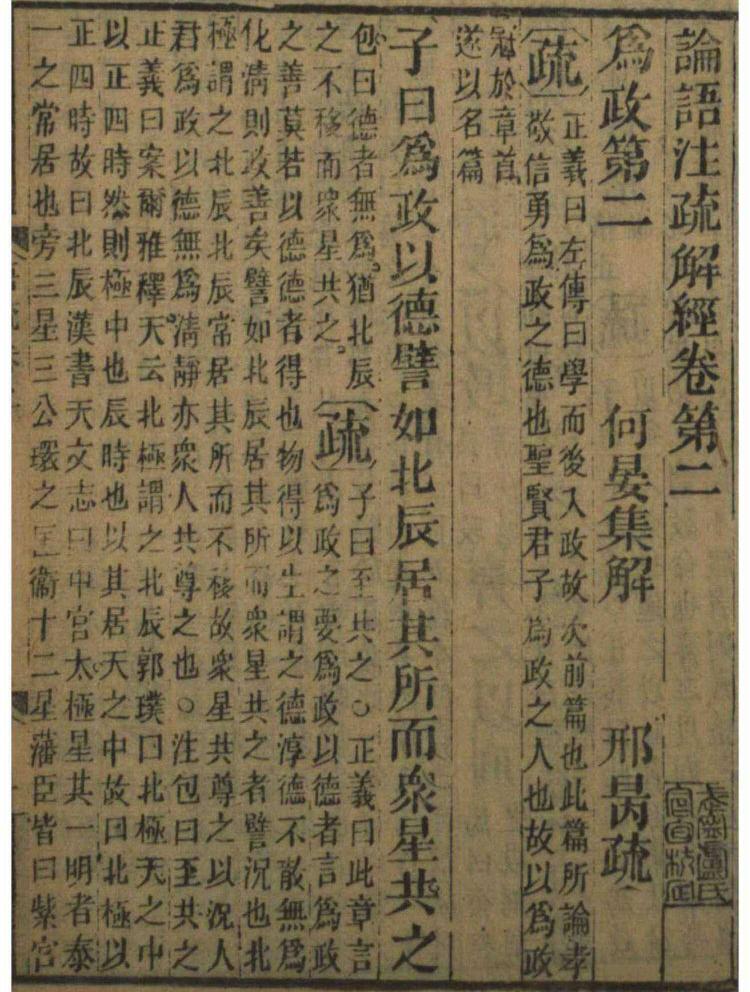 論語注疏解經卷第二
爲政第二 何晏集解 邢昺疏
疏
正義曰左傳曰學而後入政故次前篇也此篇所論孝
敬信勇爲政之德也聖賢君子爲政之人也故以爲政
冠於章首
遂以名篇
子曰爲政以德譬如北辰居其所而衆星共之
包曰德者無爲猶北辰
之不移而衆星共之。
疏
子曰至共之○正義曰此章言
爲政之要爲政以德者言爲政
之善莫若以德德者得也物得以生謂之德淳德不散無爲
化淸則政善矣譬如北辰居其所而衆星共之者譬況也北
極謂之北辰北辰常居其所而不移故衆星共尊之以況人
君爲政以德無爲淸靜亦衆人共尊之也○注包曰至共之
正義曰案爾雅釋天云北極謂之北辰郭璞曰北極天之中
以正四時然則極中也辰時也以其居天之中故曰北極以
正四時故曰北辰漢書天文志曰中宮太極星其一明者泰
一之常居也旁三星三公環之匡衞十二星藩臣皆曰紫宮